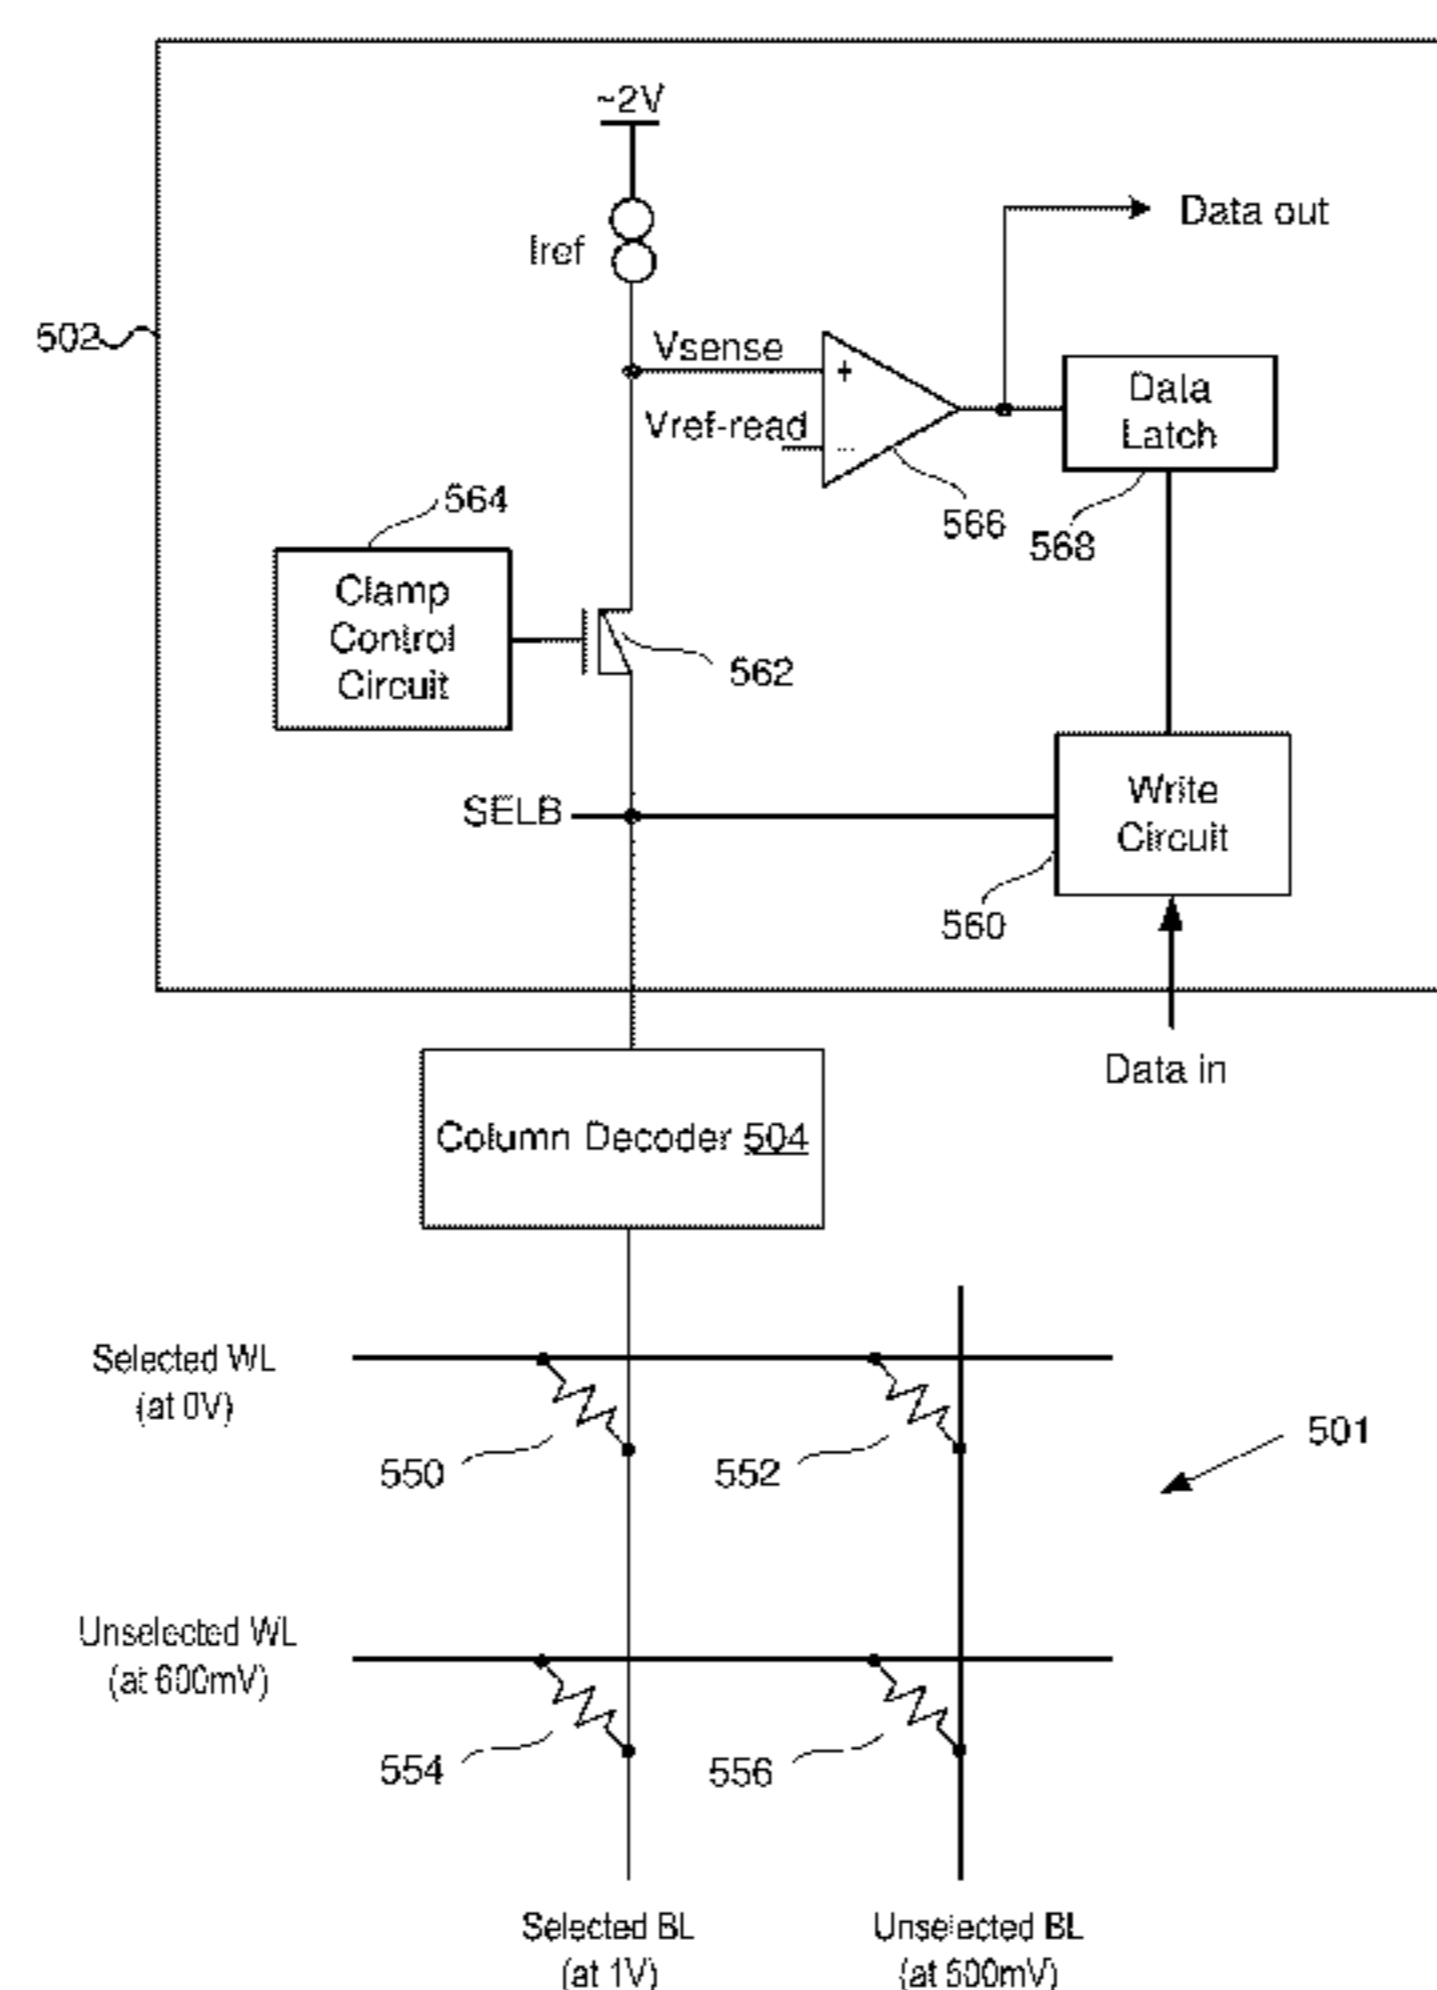 ~2V
Iref
Data out
502
Vsense
+
Vref-read
-
Data
Latch
564
566
568
Clamp
Control
Circuit
562
SELB
Write
Circuit
560
Data in
Column Decoder 504
Selected WL
(at 0V)
550
552
501
Unselected WL
(at 600mV)
554
556
Selected BL
(at 1V)
Unselected BL
(at 500mV)